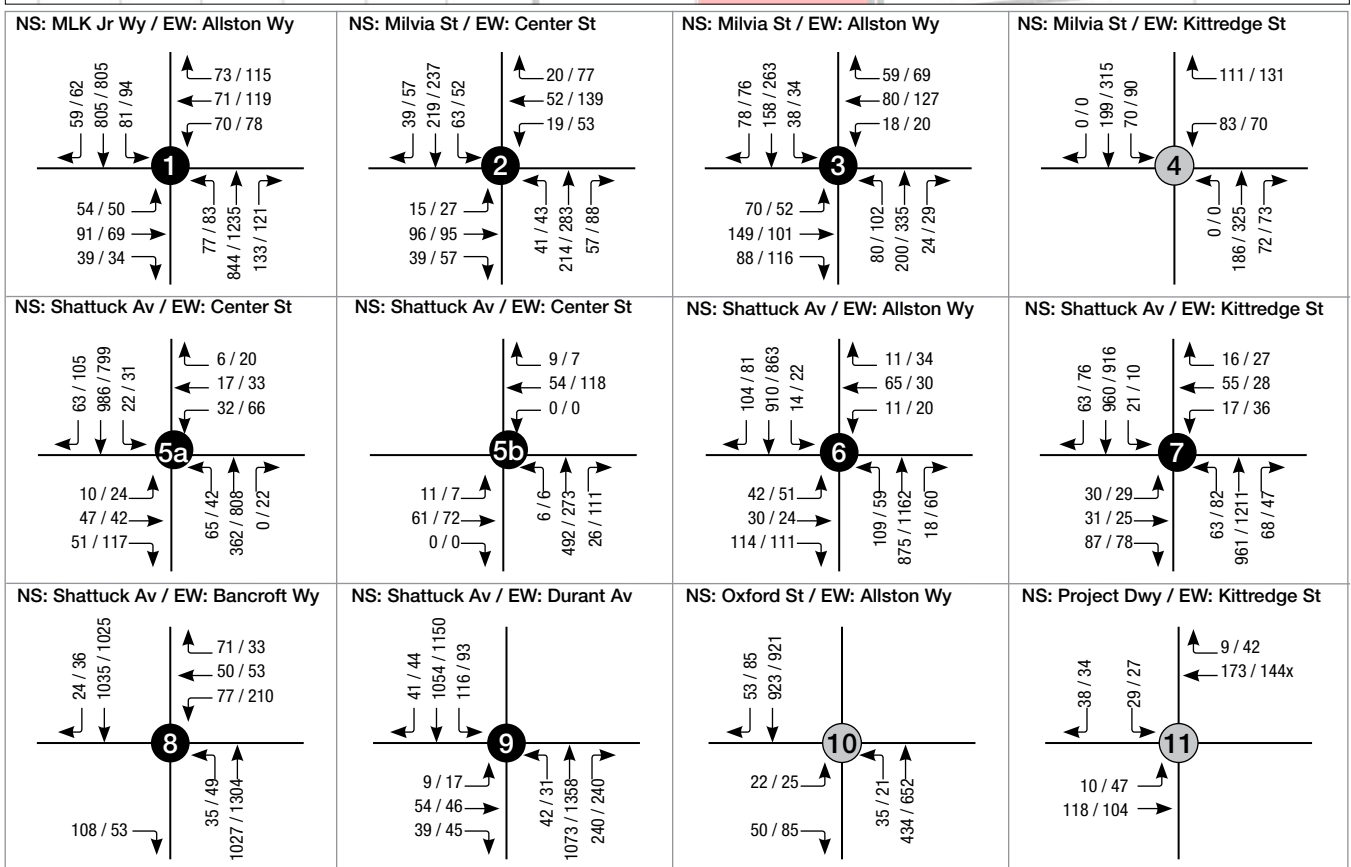 NS: MLK Jr Wy / EW: Allston Wy
59 / 62
805 / 805
81 / 94
73 / 115
71 / 119
70 / 78
1
54 / 50
91 / 69
39 / 34
77 / 83
844 / 1235
133 / 121
NS: Milvia St / EW: Center St
39 / 57
219 / 237
63 / 52
20 / 77
52 / 139
19 / 53
2
15 / 27
96 / 95
39 / 57
41 / 43
214 / 283
57 / 88
NS: Milvia St / EW: Allston Wy
78 / 76
158 / 263
38 / 34
59 / 69
80 / 127
18 / 20
3
70 / 52
149 / 101
88 / 116
80 / 102
200 / 335
24 / 29
NS: Milvia St / EW: Kittredge St
0 / 0
199 / 315
70 / 90
111 / 131
83 / 70
4
0 / 0
186 / 325
72 / 73
NS: Shattuck Av / EW: Center St
63 / 105
986 / 799
22 / 31
6 / 20
17 / 33
32 / 66
5a
10 / 24
47 / 42
51 / 117
65 / 42
362 / 808
0 / 22
NS: Shattuck Av / EW: Center St
9 / 7
54 / 118
0 / 0
5b
11 / 7
61 / 72
0 / 0
6 / 6
492 / 273
26 / 111
NS: Shattuck Av / EW: Allston Wy
104 / 81
910 / 863
14 / 22
11 / 34
65 / 30
11 / 20
6
42 / 51
30 / 24
114 / 111
109 / 59
875 / 1162
18 / 60
NS: Shattuck Av / EW: Kittredge St
63 / 76
960 / 916
21 / 10
16 / 27
55 / 28
17 / 36
7
30 / 29
31 / 25
87 / 78
63 / 82
961 / 1211
68 / 47
NS: Shattuck Av / EW: Bancroft Wy
24 / 36
1035 / 1025
71 / 33
50 / 53
77 / 210
8
108 / 53
35 / 49
1027 / 1304
NS: Shattuck Av / EW: Durant Av
41 / 44
1054 / 1150
116 / 93
9
9 / 17
54 / 46
39 / 45
42 / 31
1073 / 1358
240 / 240
NS: Oxford St / EW: Allston Wy
53 / 85
923 / 921
10
22 / 25
50 / 85
35 / 21
434 / 652
NS: Project Dwy / EW: Kittredge St
38 / 34
29 / 27
9 / 42
173 / 144x
11
10 / 47
118 / 104